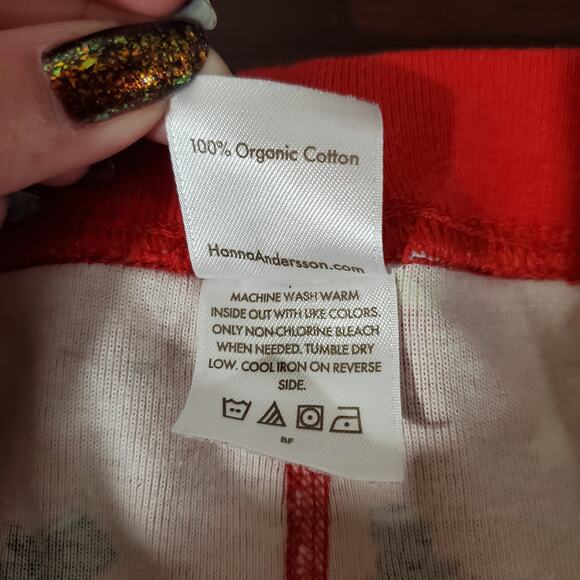 100% Organic Cotton
HannaAndersson.com
MACHINE WASH WARM
INSIDE OUT WITH LIKE COLORS.
ONLY NON-CHLORINE BLEACH
WHEN NEEDED. TUMBLE DRY
LOW. COOL IRON ON REVERSE
SIDE.
BF